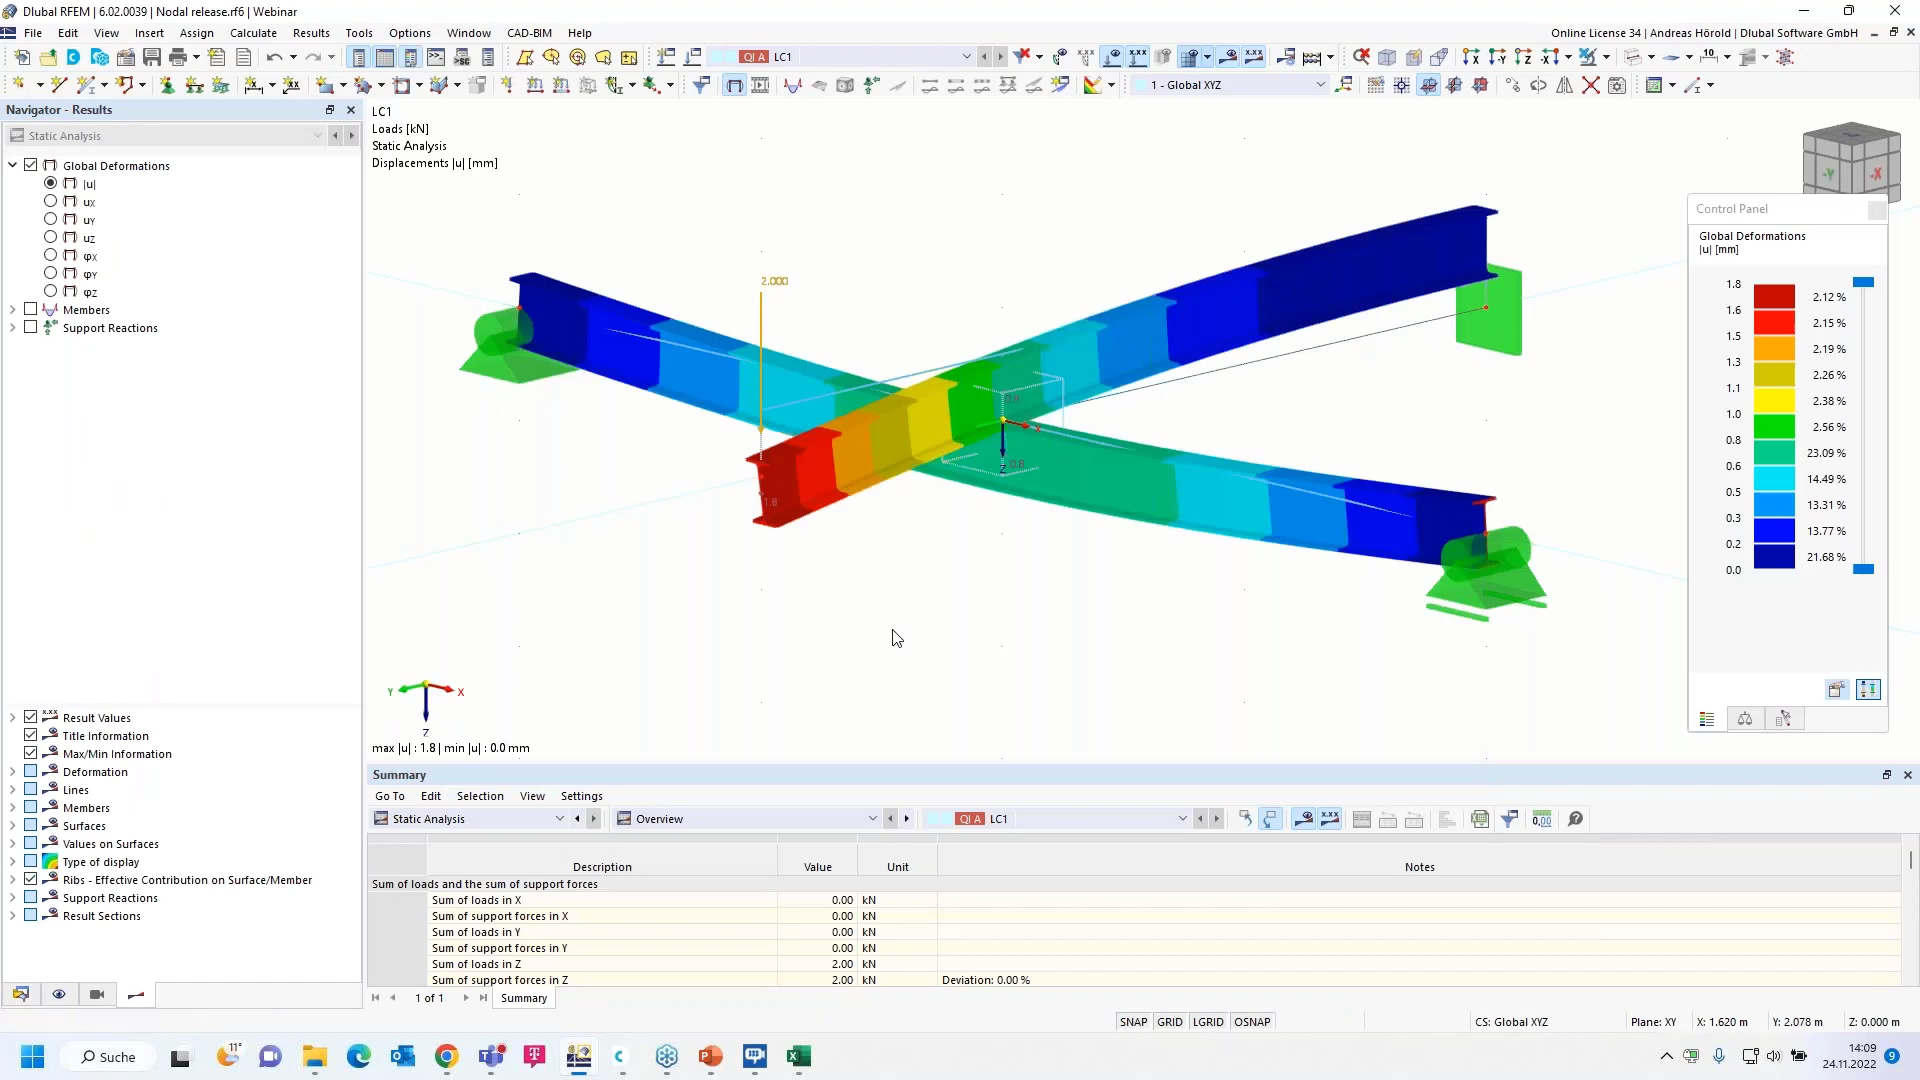 Dlubal RFEM | 6.02.0039 | Nodal release.rf6 | Webinar
File Edit View Insert Assign Calculate Results Tools Options Window CAD-BIM Help
Online License 34 | Andreas Hörold | Dlubal Software GmbH
QI A LC1
1 - Global XYZ
Navigator - Results
Static Analysis
Global Deformations
|u|
uX
uY
uZ
φX
φY
φZ
Members
Support Reactions
Result Values
Title Information
Max/Min Information
Deformation
Lines
Members
Surfaces
Values on Surfaces
Type of display
Ribs - Effective Contribution on Surface/Member
Support Reactions
Result Sections
LC1
Loads [kN]
Static Analysis
Displacements |u| [mm]
2.000
0.8
1.8
X
Z
Y X
Z
-Y -X
max |u| : 1.8 | min |u| : 0.0 mm
Control Panel
Global Deformations
|u| [mm]
1.8
2.12 %
1.6
2.15 %
1.5
2.19 %
1.3
2.26 %
1.1
2.38 %
1.0
2.56 %
0.8
23.09 %
0.6
14.49 %
0.5
13.31 %
0.3
13.77 %
0.2
21.68 %
0.0
Summary
Go To Edit Selection View Settings
Static Analysis Overview QI A LC1
Description Value Unit Notes
Sum of loads and the sum of support forces
Sum of loads in X 0.00 kN
Sum of support forces in X 0.00 kN
Sum of loads in Y 0.00 kN
Sum of support forces in Y 0.00 kN
Sum of loads in Z 2.00 kN
Sum of support forces in Z 2.00 kN Deviation: 0.00 %
1 of 1 Summary
SNAP GRID LGRID OSNAP CS: Global XYZ Plane: XY X: 1.620 m Y: 2.078 m Z: 0.000 m
Suche
11°
14:09
24.11.2022
9